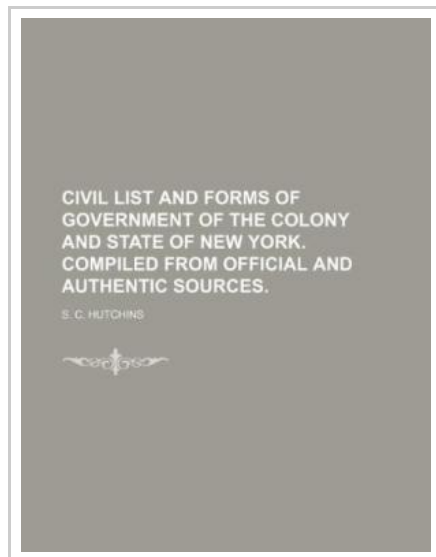 CIVIL LIST AND FORMS OF
GOVERNMENT OF THE COLONY
AND STATE OF NEW YORK.
COMPILED FROM OFFICIAL AND
AUTHENTIC SOURCES.
S. C. HUTCHINS